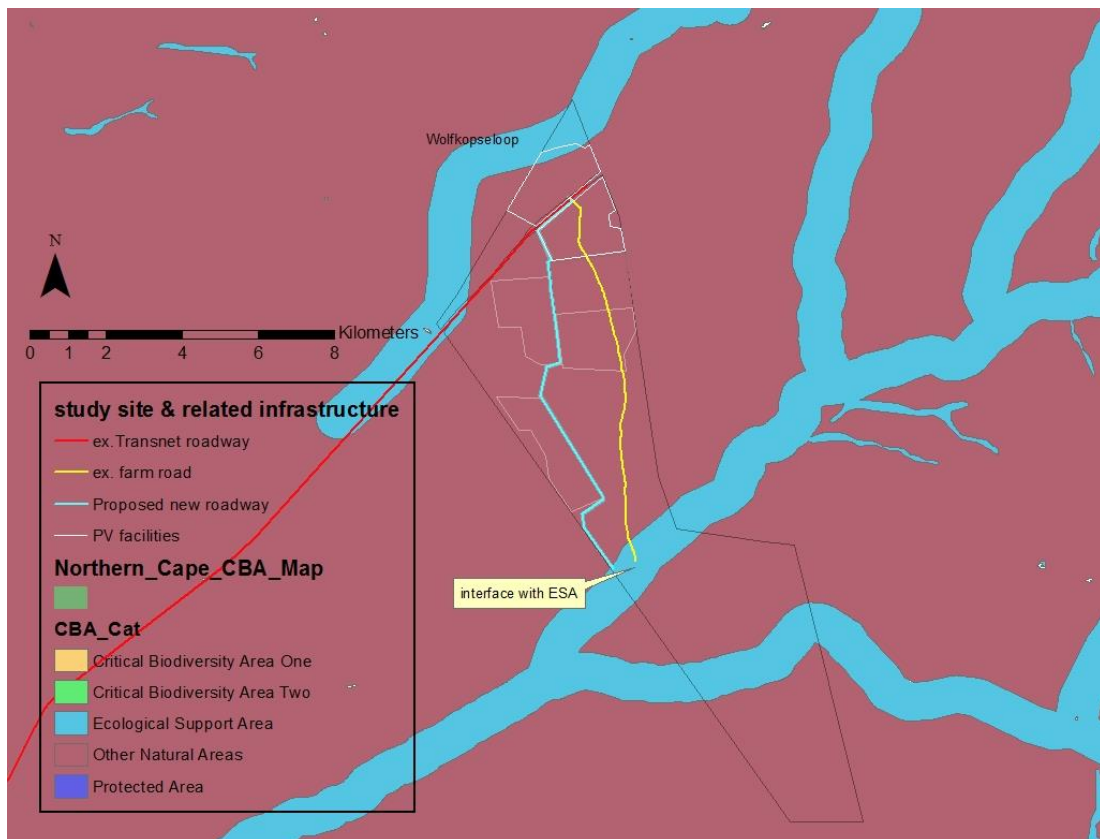 Wolfkopseloop
N
Kilometers
0 1 2 4 6 8
study site & related infrastructure
ex.Transnet roadway
ex. farm road
Proposed new roadway
PV facilities
Northern_Cape_CBA_Map
CBA_Cat
Critical Biodiversity Area One
Critical Biodiversity Area Two
Ecological Support Area
Other Natural Areas
Protected Area
interface with ESA